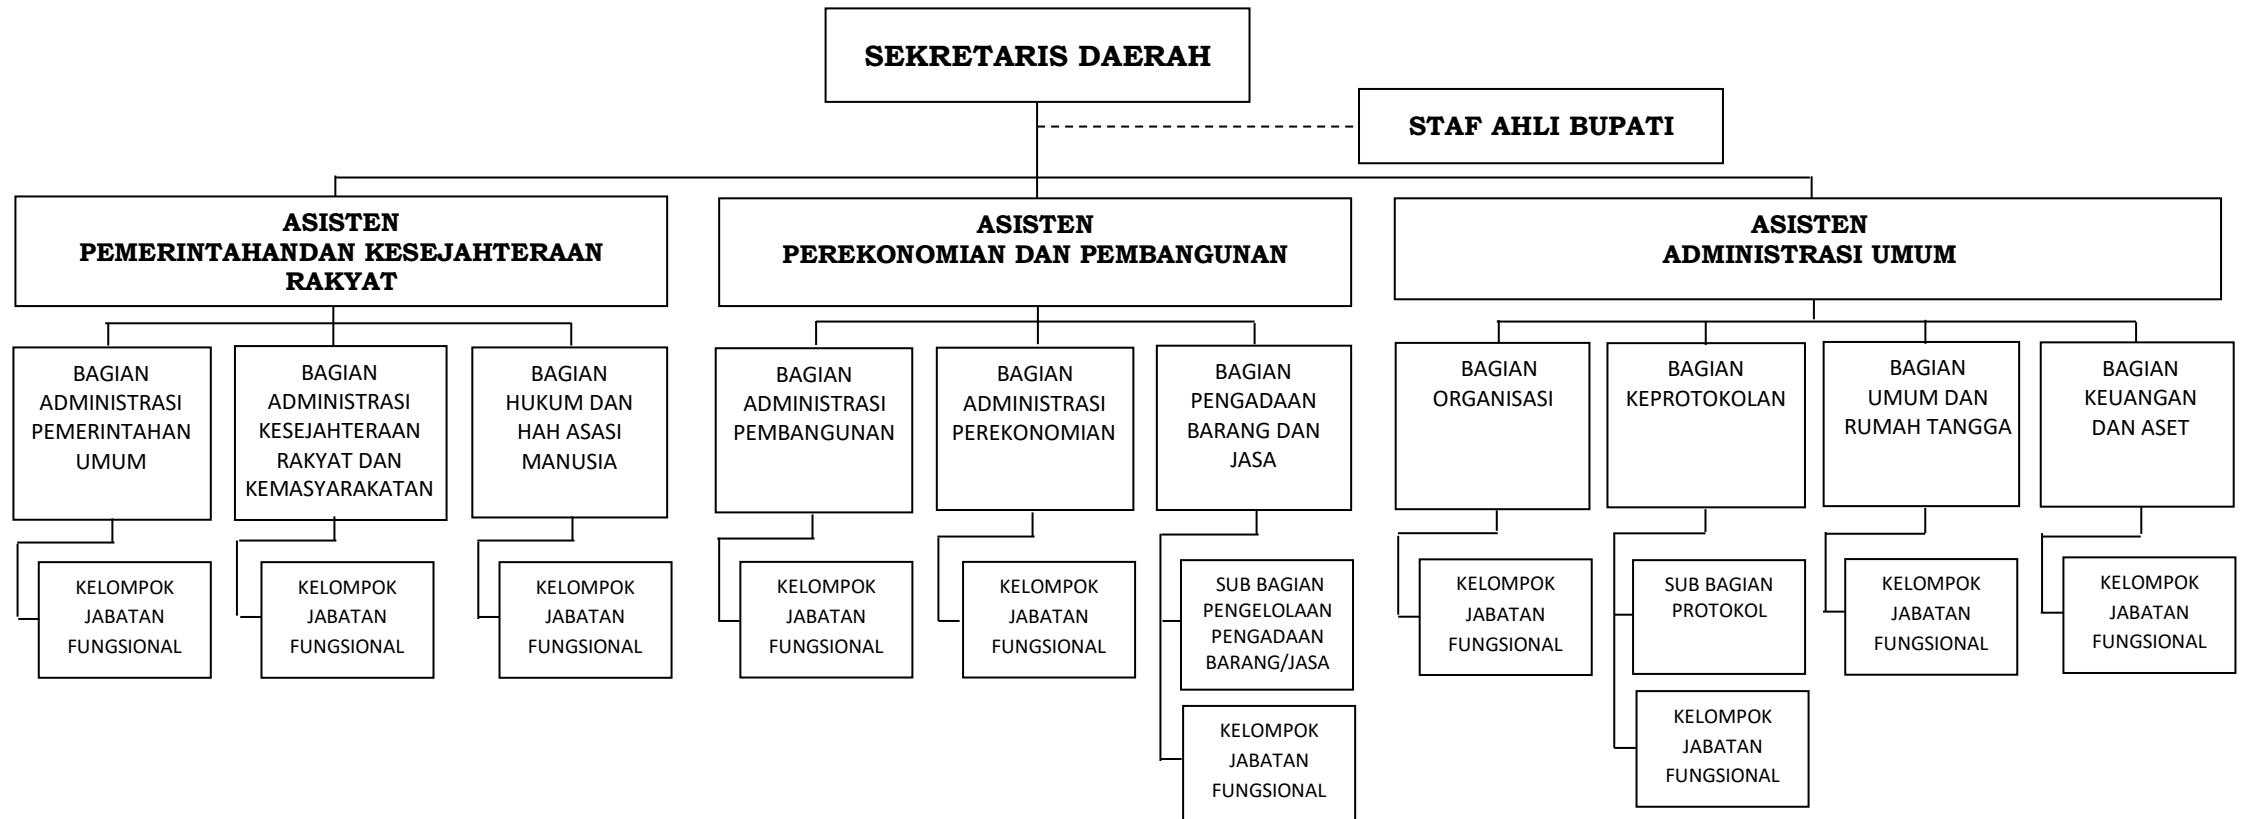 SEKRETARIS DAERAH
STAF AHLI BUPATI
ASISTEN
PEMERINTAHANDAN KESEJAHTERAAN
RAKYAT
ASISTEN
PEREKONOMIAN DAN PEMBANGUNAN
ASISTEN
ADMINISTRASI UMUM
BAGIAN
ADMINISTRASI
PEMERINTAHAN
UMUM
BAGIAN
ADMINISTRASI
KESEJAHTERAAN
RAKYAT DAN
KEMASYARAKATAN
BAGIAN
HUKUM DAN
HAH ASASI
MANUSIA
BAGIAN
ADMINISTRASI
PEMBANGUNAN
BAGIAN
ADMINISTRASI
PEREKONOMIAN
BAGIAN
PENGADAAN
BARANG DAN
JASA
BAGIAN
ORGANISASI
BAGIAN
KEPROTOKOLAN
BAGIAN
UMUM DAN
RUMAH TANGGA
BAGIAN
KEUANGAN
DAN ASET
KELOMPOK
JABATAN
FUNGSIONAL
KELOMPOK
JABATAN
FUNGSIONAL
KELOMPOK
JABATAN
FUNGSIONAL
KELOMPOK
JABATAN
FUNGSIONAL
KELOMPOK
JABATAN
FUNGSIONAL
SUB BAGIAN
PENGELOLAAN
PENGADAAN
BARANG/JASA
KELOMPOK
JABATAN
FUNGSIONAL
KELOMPOK
JABATAN
FUNGSIONAL
SUB BAGIAN
PROTOKOL
KELOMPOK
JABATAN
FUNGSIONAL
KELOMPOK
JABATAN
FUNGSIONAL
KELOMPOK
JABATAN
FUNGSIONAL